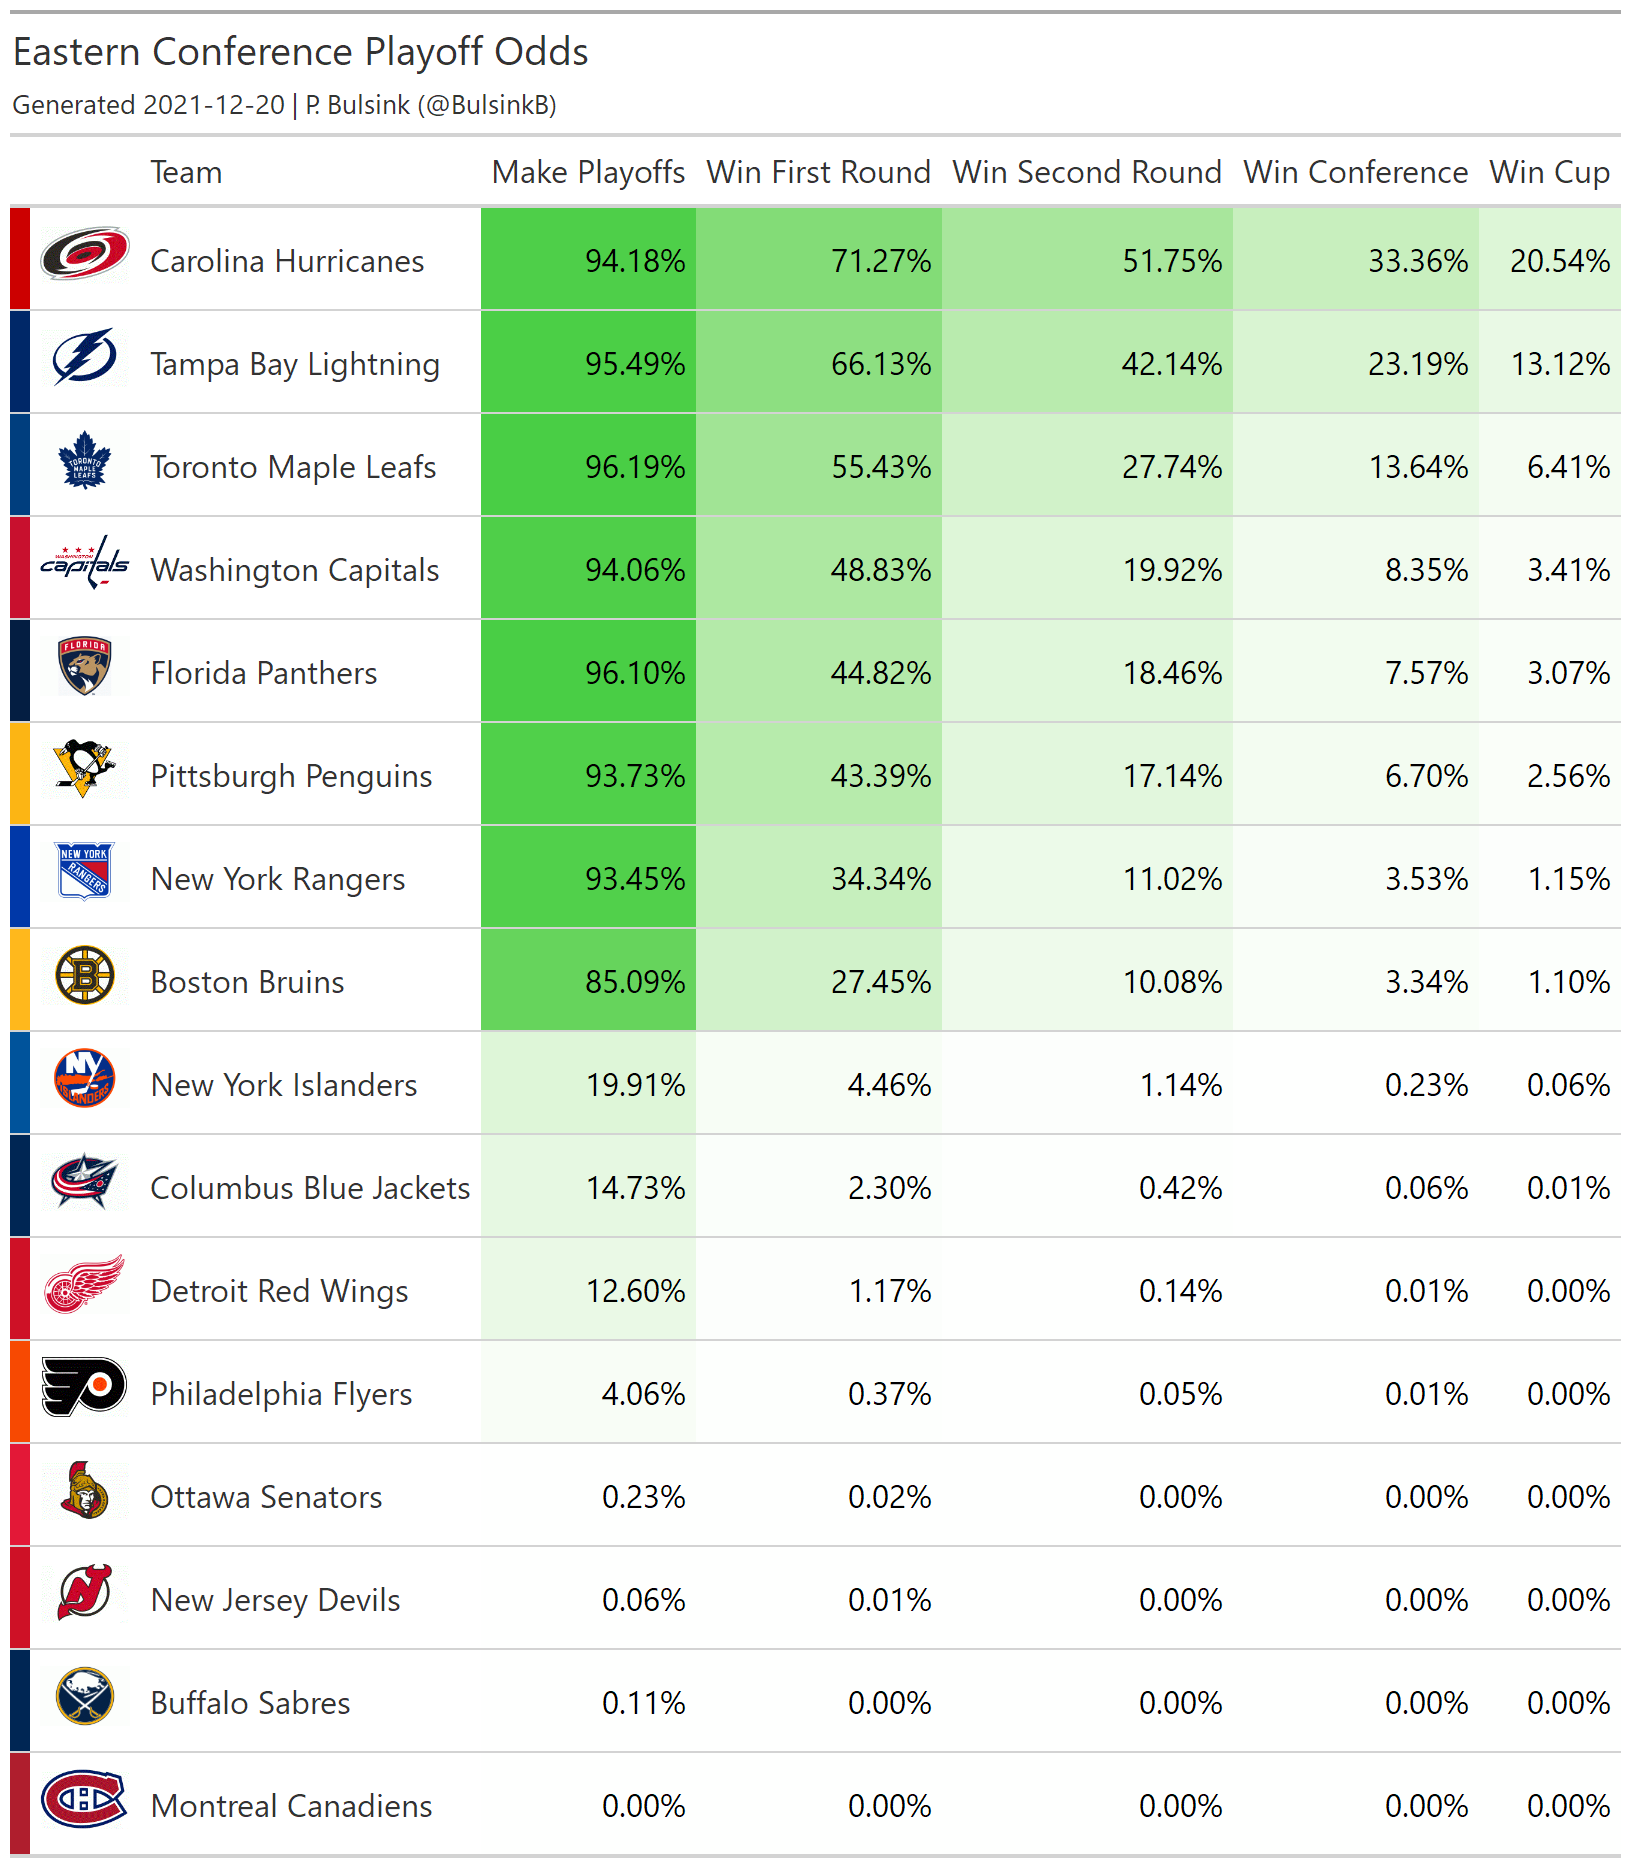 Eastern Conference Playoff Odds
Generated 2021-12-20 | P. Bulsink (@BulsinkB)
Team Make Playoffs Win First Round Win Second Round Win Conference Win Cup
Carolina Hurricanes 94.18% 71.27% 51.75% 33.36% 20.54%
Tampa Bay Lightning 95.49% 66.13% 42.14% 23.19% 13.12%
TORONTO MAPLE LEAFS Toronto Maple Leafs 96.19% 55.43% 27.74% 13.64% 6.41%
WASHINGTON capitals Washington Capitals 94.06% 48.83% 19.92% 8.35% 3.41%
FLORIDA Florida Panthers 96.10% 44.82% 18.46% 7.57% 3.07%
Pittsburgh Penguins 93.73% 43.39% 17.14% 6.70% 2.56%
NEW YORK RANGERS New York Rangers 93.45% 34.34% 11.02% 3.53% 1.15%
B Boston Bruins 85.09% 27.45% 10.08% 3.34% 1.10%
NY ISLANDERS New York Islanders 19.91% 4.46% 1.14% 0.23% 0.06%
Columbus Blue Jackets 14.73% 2.30% 0.42% 0.06% 0.01%
Detroit Red Wings 12.60% 1.17% 0.14% 0.01% 0.00%
Philadelphia Flyers 4.06% 0.37% 0.05% 0.01% 0.00%
Ottawa Senators 0.23% 0.02% 0.00% 0.00% 0.00%
New Jersey Devils 0.06% 0.01% 0.00% 0.00% 0.00%
Buffalo Sabres 0.11% 0.00% 0.00% 0.00% 0.00%
Montreal Canadiens 0.00% 0.00% 0.00% 0.00% 0.00%